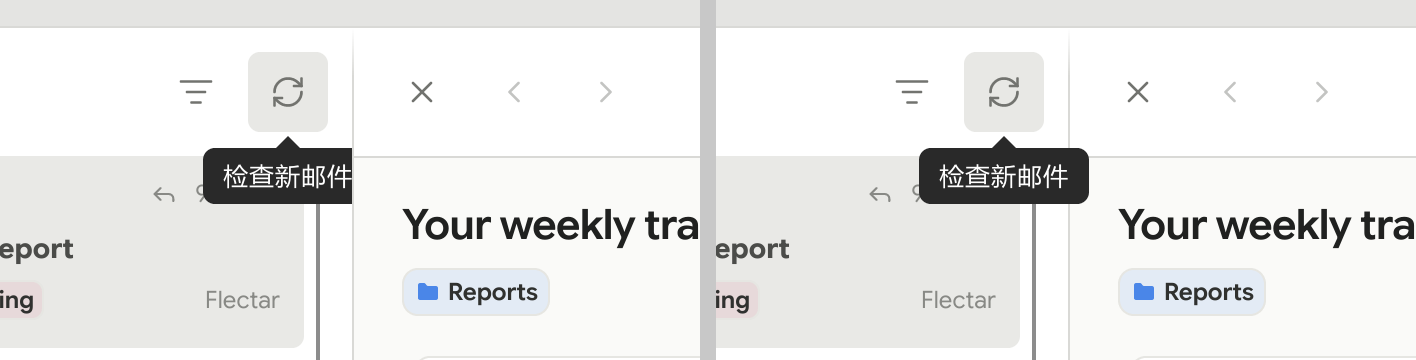 检查新邮件
eport
ing
Flectar
Your weekly tra
Reports
检查新邮件
eport
ing
Flectar
Your weekly tra
Reports